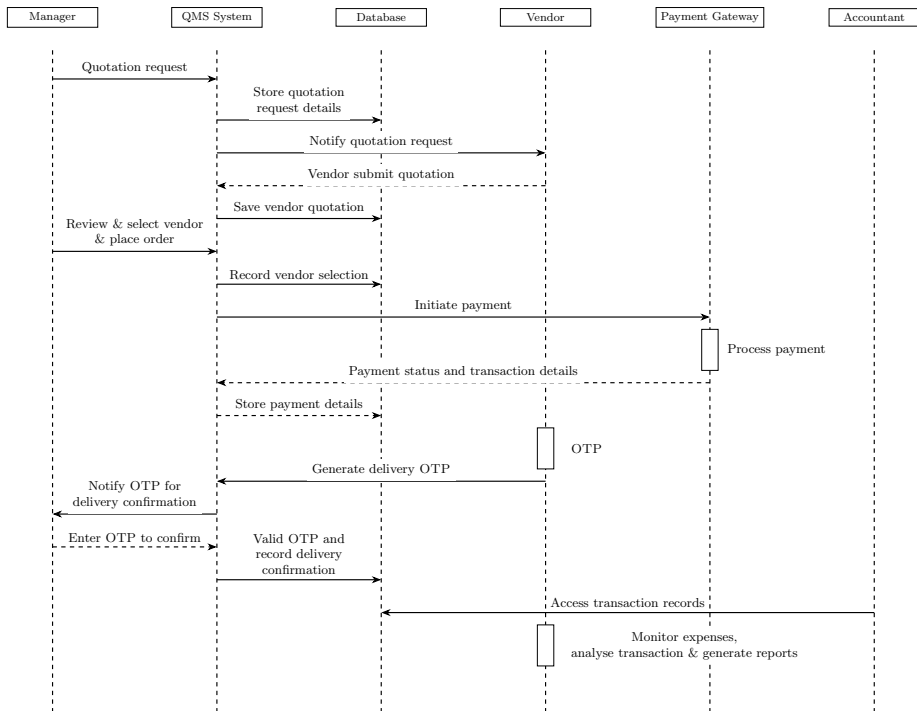 Manager
QMS System
Database
Vendor
Payment Gateway
Accountant
Quotation request
Store quotation
request details
Notify quotation request
Vendor submit quotation
Save vendor quotation
Review & select vendor
& place order
Record vendor selection
Initiate payment
Process payment
Payment status and transaction details
Store payment details
OTP
Generate delivery OTP
Notify OTP for
delivery confirmation
Enter OTP to confirm
Valid OTP and
record delivery
confirmation
Access transaction records
Monitor expenses,
analyse transaction & generate reports